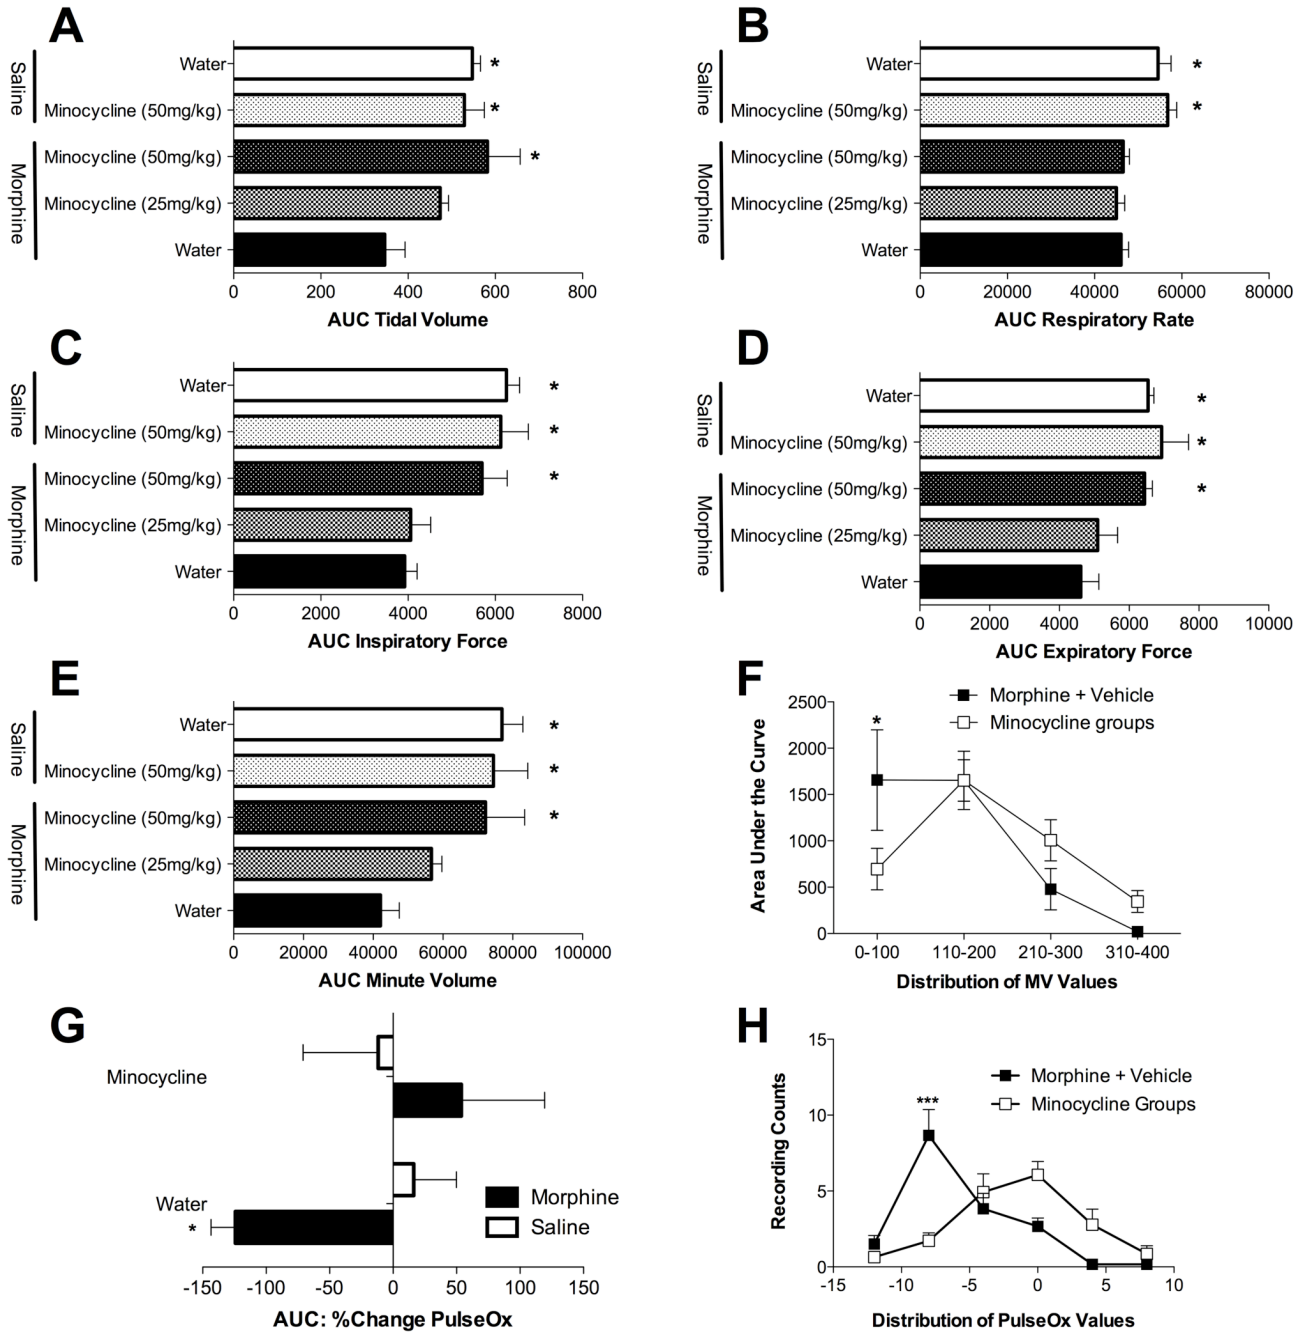 A
Saline
Morphine
Water
*
Minocycline (50mg/kg)
*
Minocycline (50mg/kg)
*
Minocycline (25mg/kg)
Water
0 200 400 600 800
AUC Tidal Volume
B
Saline
Morphine
Water
*
Minocycline (50mg/kg)
*
Minocycline (50mg/kg)
Minocycline (25mg/kg)
Water
0 20000 40000 60000 80000
AUC Respiratory Rate
C
Saline
Morphine
Water
*
Minocycline (50mg/kg)
*
Minocycline (50mg/kg)
*
Minocycline (25mg/kg)
Water
0 2000 4000 6000 8000
AUC Inspiratory Force
D
Saline
Morphine
Water
*
Minocycline (50mg/kg)
*
Minocycline (50mg/kg)
*
Minocycline (25mg/kg)
Water
0 2000 4000 6000 8000 10000
AUC Expiratory Force
E
Saline
Morphine
Water
*
Minocycline (50mg/kg)
*
Minocycline (50mg/kg)
*
Minocycline (25mg/kg)
Water
0 20000 40000 60000 80000 100000
AUC Minute Volume
F
Morphine + Vehicle
Minocycline groups
Area Under the Curve
2500
2000
1500
1000
500
0
*
0-100 110-200 210-300 310-400
Distribution of MV Values
G
Minocycline
Water
*
Morphine
Saline
-150 -100 -50 0 50 100 150
AUC: %Change PulseOx
H
Morphine + Vehicle
Minocycline Groups
Recording Counts
15
10
5
0
***
-15 -10 -5 0 5 10
Distribution of PulseOx Values